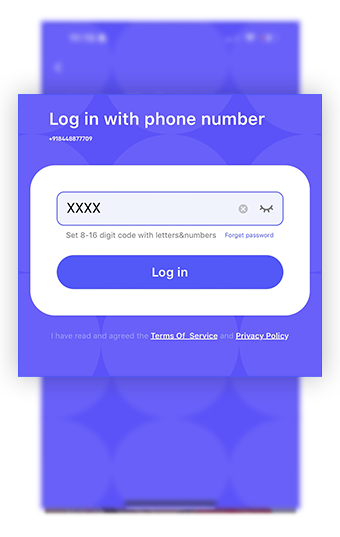 Log in with phone number
+918448877709
XXXX
Set 8-16 digit code with letters&numbers Forget password
Log in
I have read and agreed the Terms Of Service and Privacy Policy